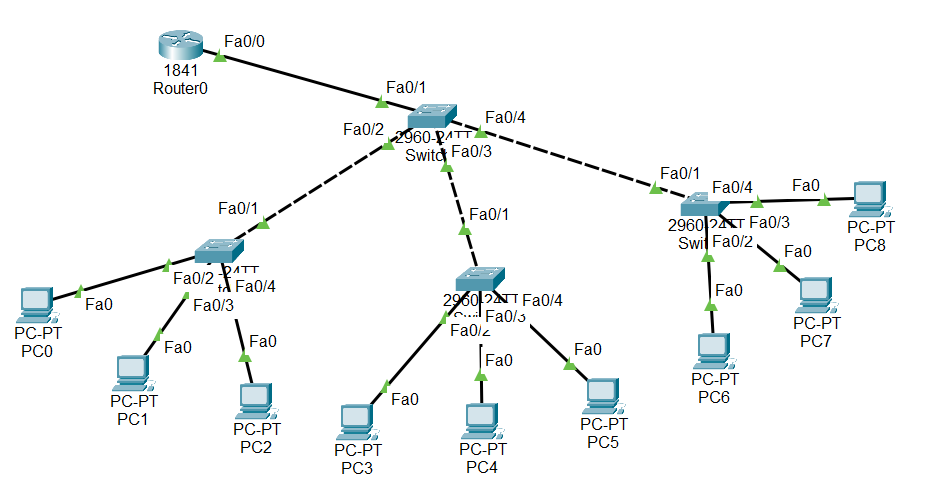 Fa0/0
1841
Router0
Fa0/1
Fa0/2
Fa0/4
2960-24TT
Fa0/3
Fa0/1
Fa0/4
Fa0
PC-PT
PC8
Fa0/1
Fa0/1
2960-24TT
Fa0/3
Fa0/2
Fa0
PC-PT
PC7
Fa0/2
Fa0/4
Fa0/3
Fa0
PC-PT
PC0
Fa0
PC-PT
PC1
Fa0
PC-PT
PC2
2960-24TT
Fa0/4
Fa0/3
Fa0/2
Fa0
PC-PT
PC3
Fa0
PC-PT
PC4
Fa0
PC-PT
PC5
Fa0
PC-PT
PC6